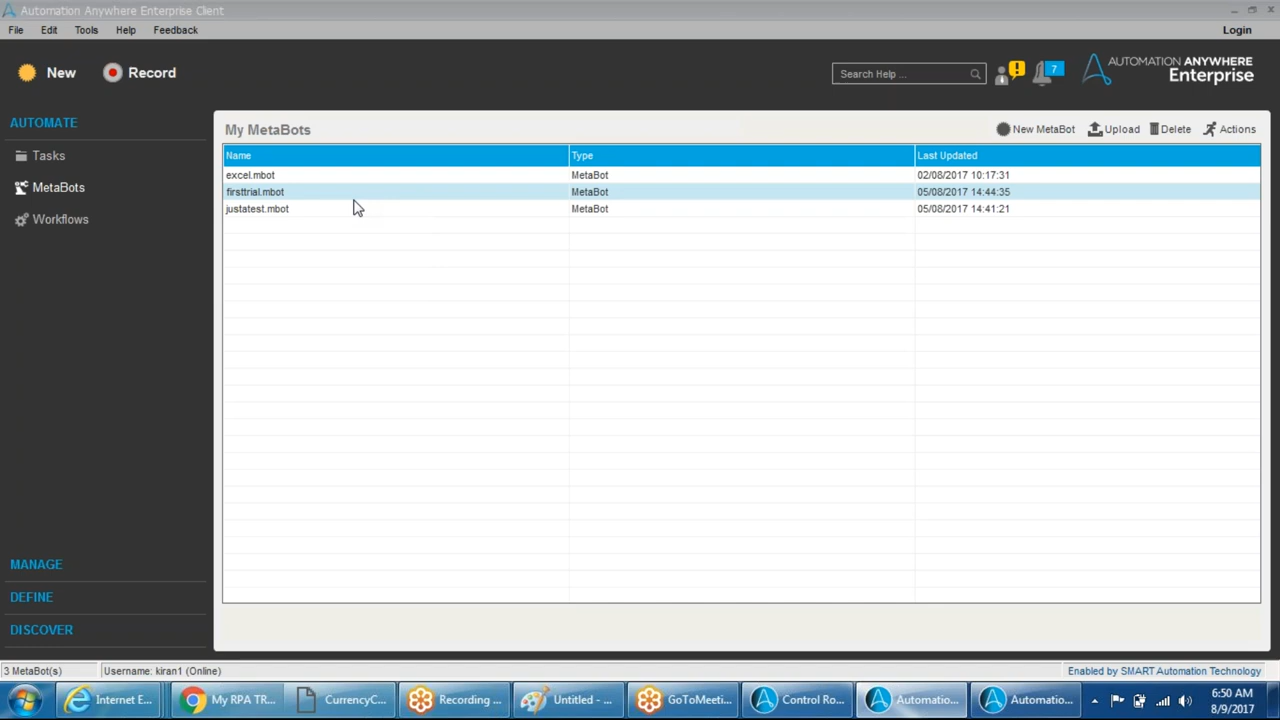 Automation Anywhere Enterprise Client
File Edit Tools Help Feedback Login
New Record Search Help ... 7 AUTOMATION ANYWHERE
Enterprise
AUTOMATE
Tasks
MetaBots
Workflows
MANAGE
DEFINE
DISCOVER
My MetaBots New MetaBot Upload Delete Actions
Name Type Last Updated
excel.mbot MetaBot 02/08/2017 10:17:31
firsttrial.mbot MetaBot 05/08/2017 14:44:35
justatest.mbot MetaBot 05/08/2017 14:41:21
3 MetaBot(s) Username: kiran1 (Online) Enabled by SMART Automation Technology
Internet E... My RPA TR... CurrencyC... Recording ... Untitled - ... GoToMeeti... Control Ro... Automatio... Automatio... 6:50 AM
8/9/2017